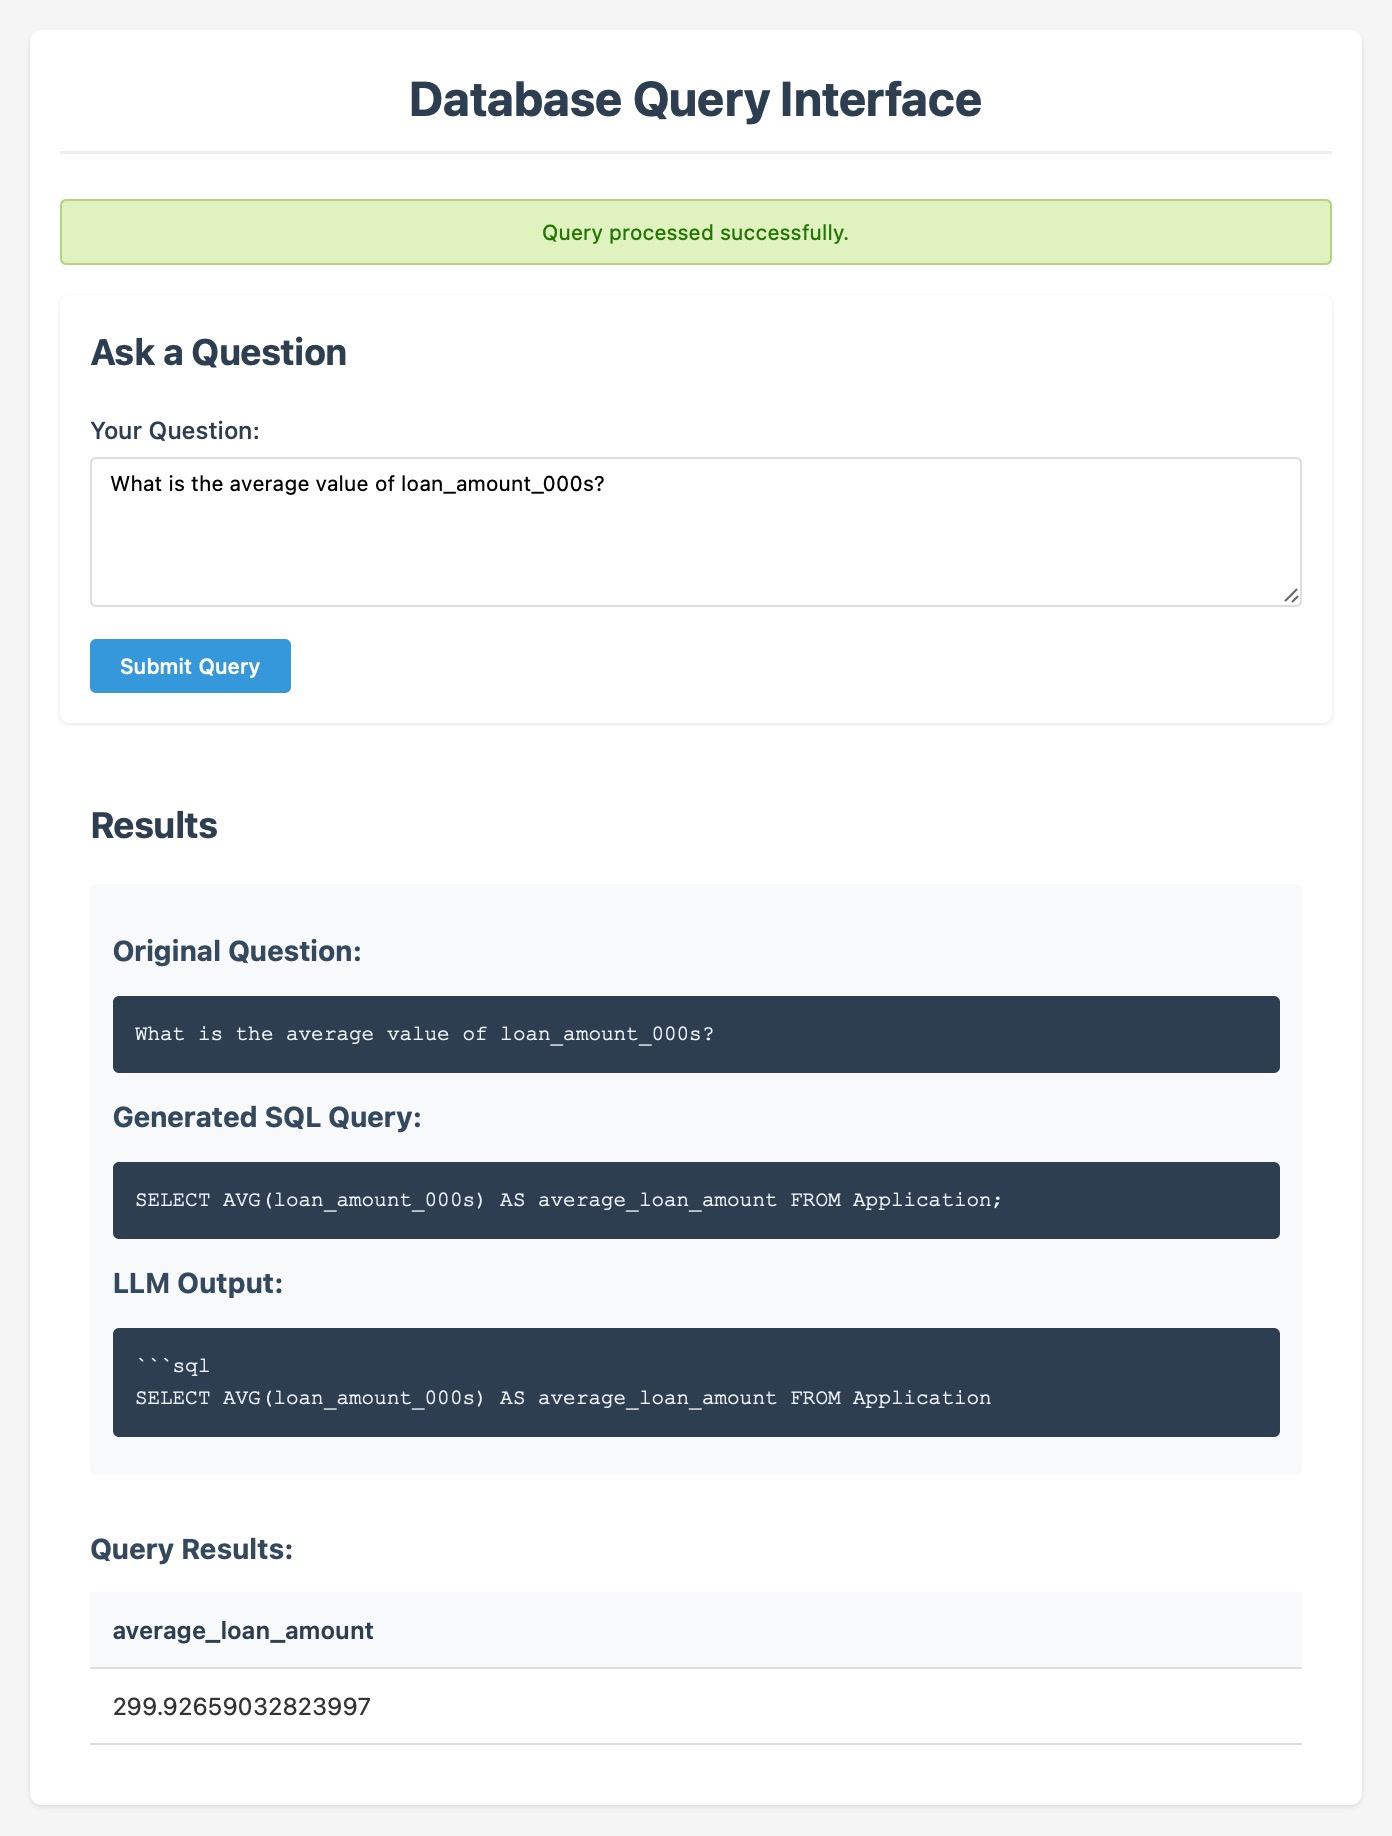 Database Query Interface
Query processed successfully.
Ask a Question
Your Question:
What is the average value of loan_amount_000s?
Submit Query
Results
Original Question:
What is the average value of loan_amount_000s?
Generated SQL Query:
SELECT AVG(loan_amount_000s) AS average_loan_amount FROM Application;
LLM Output:
```sql
SELECT AVG(loan_amount_000s) AS average_loan_amount FROM Application
Query Results:
average_loan_amount
299.92659032823997